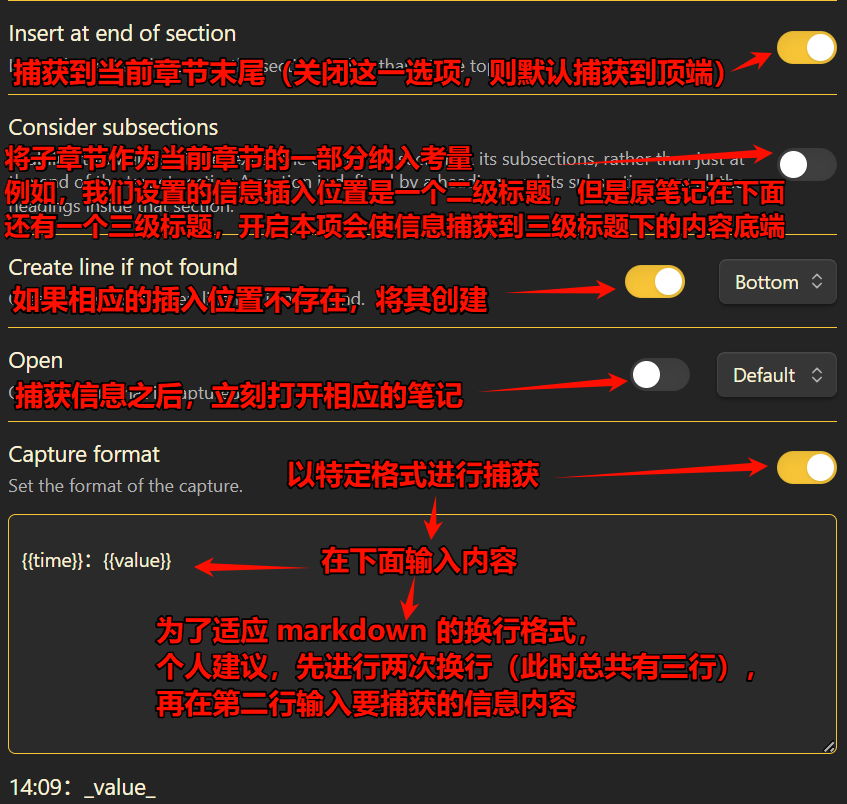 Insert at end of section
捕获到当前章节末尾（关闭这一选项，则默认捕获到顶端）
Consider subsections
将子章节作为当前章节的一部分纳入考量 its subsections, rather than just at
例如，我们设置的信息插入位置是一个二级标题，但是原笔记在下面
headings inside that section.
还有一个三级标题，开启本项会使信息捕获到三级标题下的内容底端
Create line if not found
如果相应的插入位置不存在，将其创建
Bottom
Open
捕获信息之后，立刻打开相应的笔记
Default
Capture format
Set the format of the capture.
以特定格式进行捕获
{{time}}：{{value}}
在下面输入内容
为了适应 markdown 的换行格式，
个人建议，先进行两次换行（此时总共有三行），
再在第二行输入要捕获的信息内容
14:09：_value_